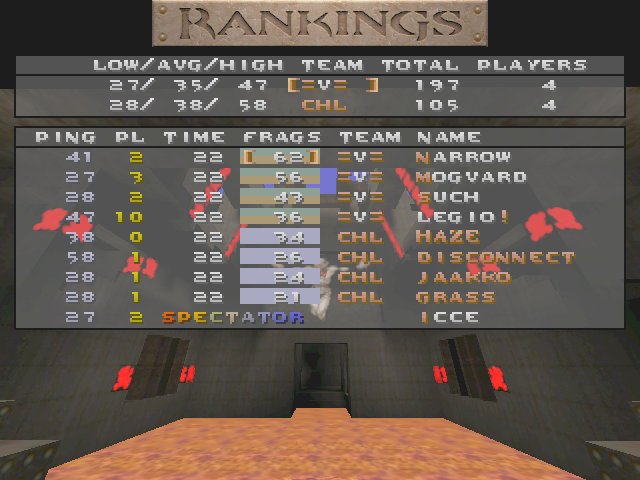 RANKINGS
LOW/AVG/HIGH TEAM TOTAL PLAYERS
27/ 35/ 47 [=V= ] 197 4
28/ 38/ 58 CHL 105 4
PING PL TIME FRAGS TEAM NAME
41 2 22 [ 62] =V= NARROW
27 3 22 56 =V= MOGVARD
28 2 22 43 =V= SUCH
47 10 22 36 =V= LEGIO!
38 0 22 34 CHL HAZE
58 1 22 26 CHL DISCONNECT
28 1 22 24 CHL JAAKKO
28 1 22 21 CHL GRASS
27 2 SPECTATOR ICCE